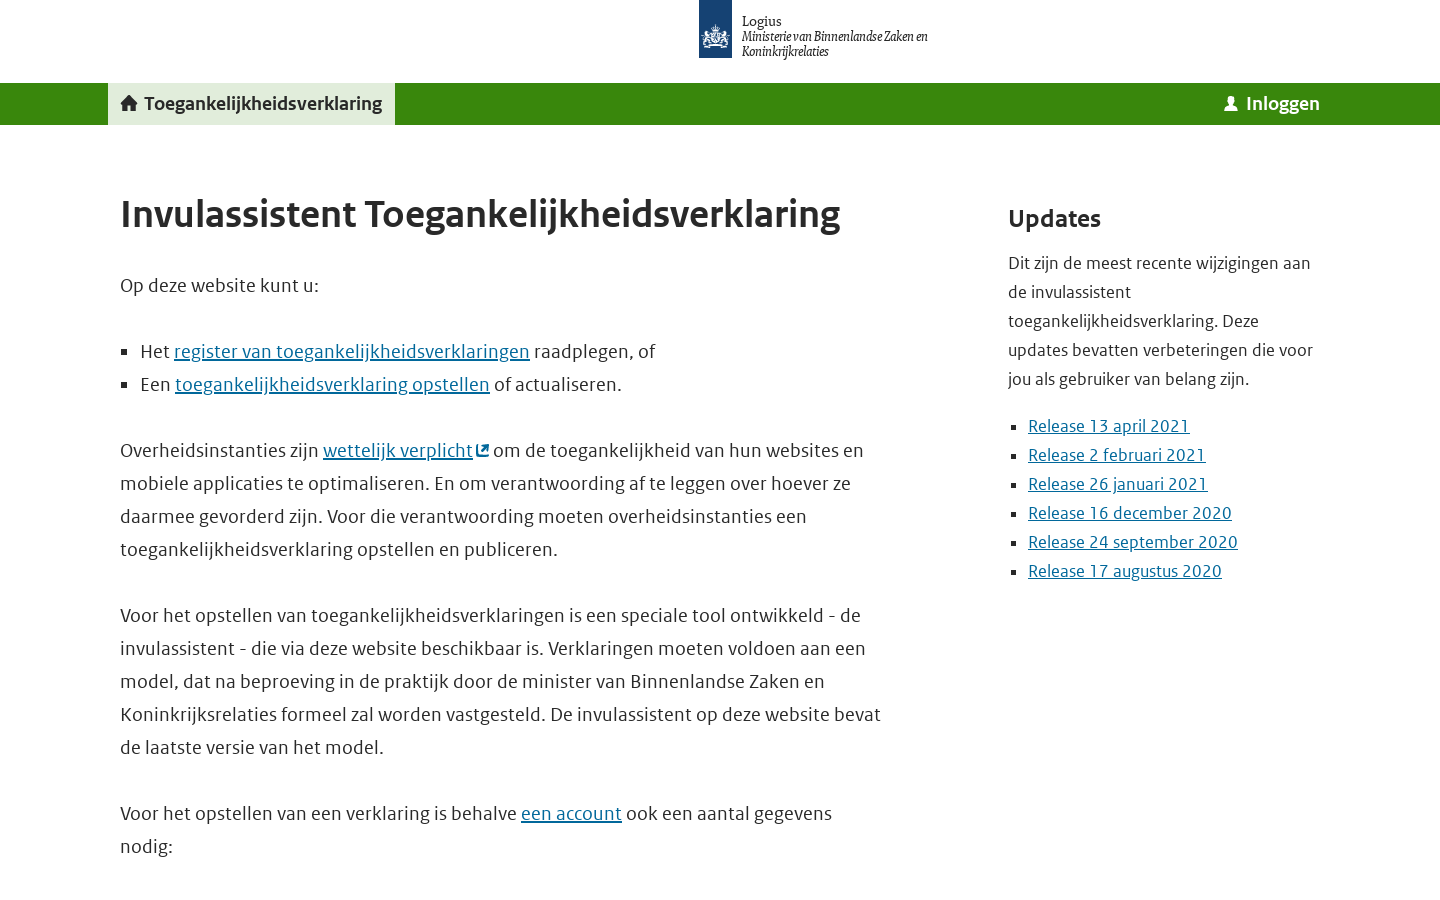 Logius
Ministerie van Binnenlandse Zaken en
Koninkrijkrelaties
Toegankelijkheidsverklaring
Inloggen
Invulassistent Toegankelijkheidsverklaring
Op deze website kunt u:
Het register van toegankelijkheidsverklaringen raadplegen, of
Een toegankelijkheidsverklaring opstellen of actualiseren.
Overheidsinstanties zijn wettelijk verplicht om de toegankelijkheid van hun websites en
mobiele applicaties te optimaliseren. En om verantwoording af te leggen over hoever ze
daarmee gevorderd zijn. Voor die verantwoording moeten overheidsinstanties een
toegankelijkheidsverklaring opstellen en publiceren.
Voor het opstellen van toegankelijkheidsverklaringen is een speciale tool ontwikkeld - de
invulassistent - die via deze website beschikbaar is. Verklaringen moeten voldoen aan een
model, dat na beproeving in de praktijk door de minister van Binnenlandse Zaken en
Koninkrijksrelaties formeel zal worden vastgesteld. De invulassistent op deze website bevat
de laatste versie van het model.
Voor het opstellen van een verklaring is behalve een account ook een aantal gegevens
nodig:
Updates
Dit zijn de meest recente wijzigingen aan
de invulassistent
toegankelijkheidsverklaring. Deze
updates bevatten verbeteringen die voor
jou als gebruiker van belang zijn.
Release 13 april 2021
Release 2 februari 2021
Release 26 januari 2021
Release 16 december 2020
Release 24 september 2020
Release 17 augustus 2020